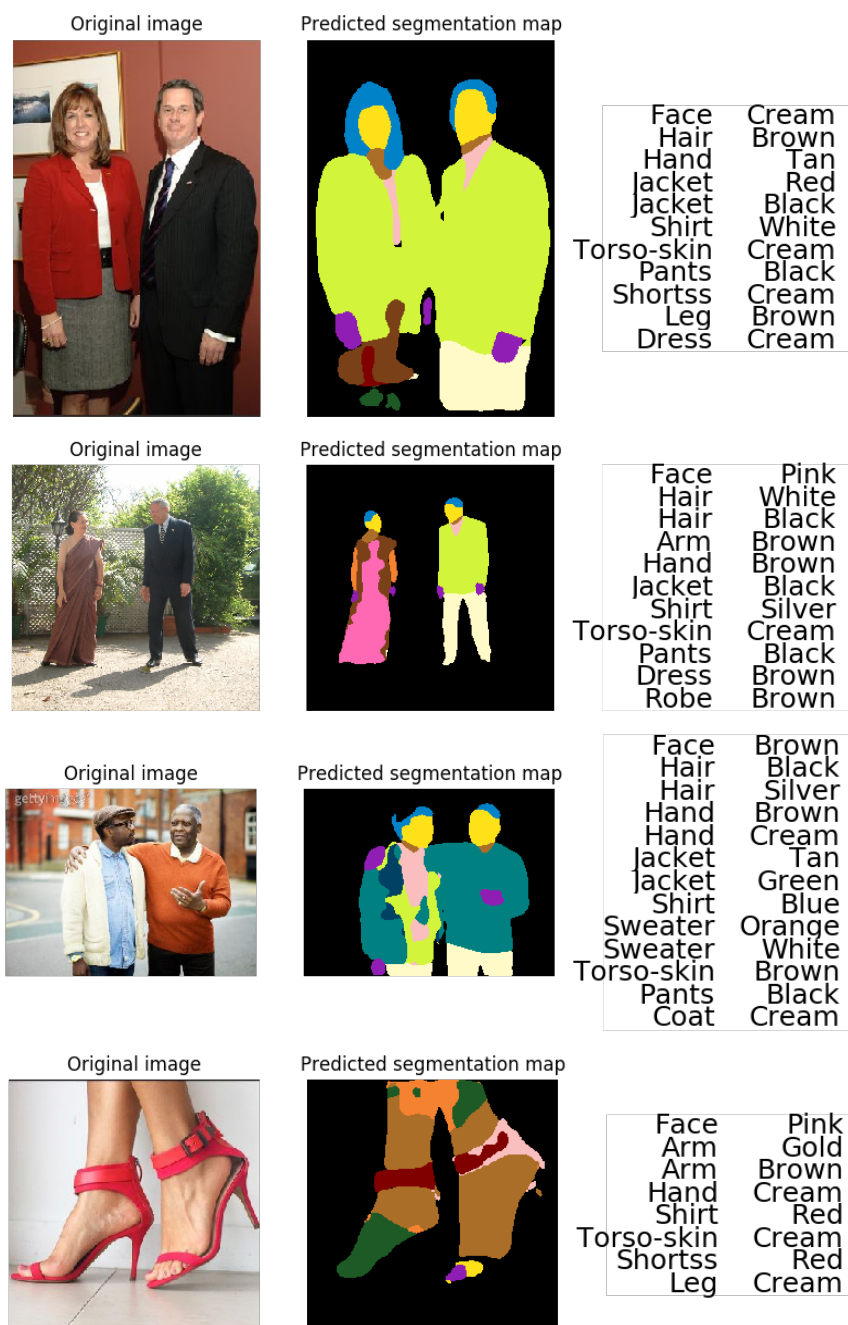 Original image Predicted segmentation map
Face Cream
Hair Brown
Hand Tan
Jacket Red
Jacket Black
Shirt White
Torso-skin Cream
Pants Black
Shortss Cream
Leg Brown
Dress Cream
Original image Predicted segmentation map
Face Pink
Hair White
Hair Black
Arm Brown
Hand Brown
Jacket Black
Shirt Silver
Torso-skin Cream
Pants Black
Dress Brown
Robe Brown
Original image Predicted segmentation map
gettyimages
Face Brown
Hair Black
Hair Silver
Hand Brown
Hand Cream
Jacket Tan
Jacket Green
Shirt Blue
Sweater Orange
Sweater White
Torso-skin Brown
Pants Black
Coat Cream
Original image Predicted segmentation map
Face Pink
Arm Gold
Arm Brown
Hand Cream
Shirt Red
Torso-skin Cream
Shortss Red
Leg Cream